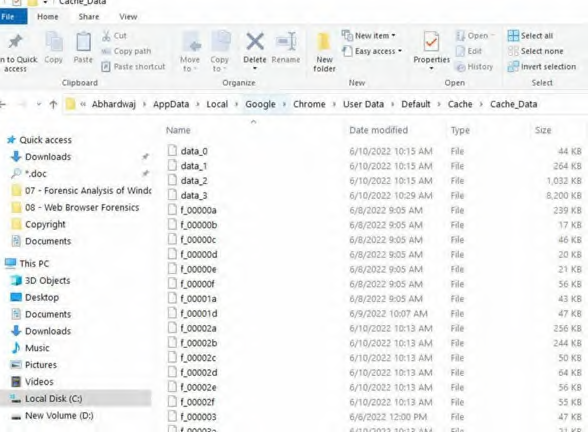 Cache_Data
File Home Share View
n to Quick access
Copy
Paste
Cut
Copy path
Paste shortcut
Clipboard
Move to
Copy to
Delete
Rename
Organize
New folder
New item
Easy access
New
Properties
Open
Edit
History
Open
Select all
Select none
Invert selection
Select
« Abhardwaj > AppData > Local > Google > Chrome > User Data > Default > Cache > Cache_Data
Quick access
Downloads
*.doc
07 - Forensic Analysis of Windc
08 - Web Browser Forensics
Copyright
Documents
This PC
3D Objects
Desktop
Documents
Downloads
Music
Pictures
Videos
Local Disk (C:)
New Volume (D:)
Name Date modified Type Size
data_0 6/10/2022 10:15 AM File 44 KB
data_1 6/10/2022 10:15 AM File 264 KB
data_2 6/10/2022 10:15 AM File 1,032 KB
data_3 6/10/2022 10:29 AM File 8,200 KB
f_00000a 6/8/2022 9:05 AM File 239 KB
f_00000b 6/8/2022 9:05 AM File 17 KB
f_00000c 6/8/2022 9:05 AM File 46 KB
f_00000d 6/8/2022 9:05 AM File 20 KB
f_00000e 6/8/2022 9:05 AM File 21 KB
f_00000f 6/8/2022 9:05 AM File 56 KB
f_00001a 6/8/2022 9:05 AM File 43 KB
f_00001d 6/9/2022 10:07 AM File 47 KB
f_00002a 6/10/2022 10:13 AM File 256 KB
f_00002b 6/10/2022 10:13 AM File 244 KB
f_00002c 6/10/2022 10:13 AM File 50 KB
f_00002d 6/10/2022 10:13 AM File 64 KB
f_00002e 6/10/2022 10:13 AM File 56 KB
f_00002f 6/10/2022 10:13 AM File 55 KB
f_000003 6/6/2022 12:00 PM File 47 KB
6/10/2022 10:13 AM File 21 KB